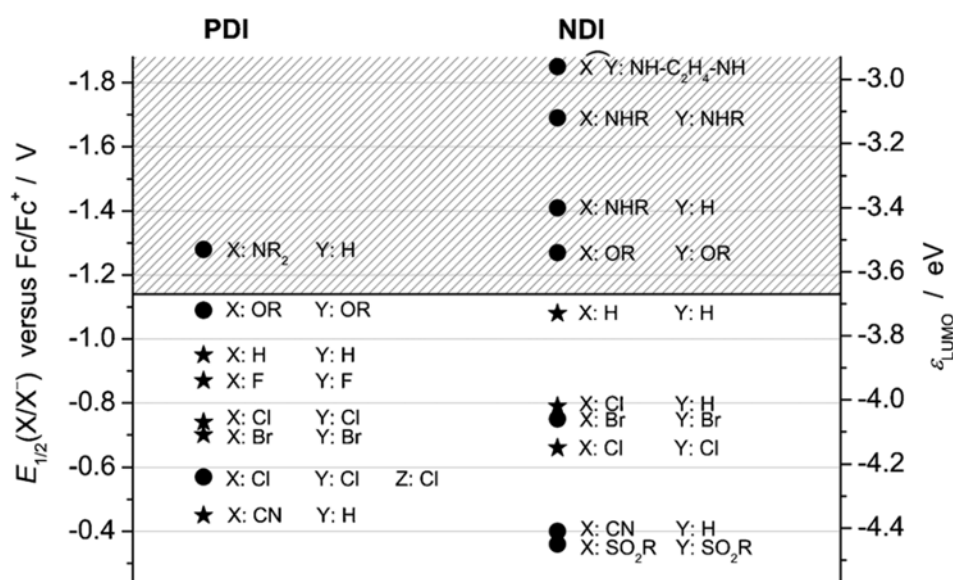 PDI NDI
E1/2(X/X−) versus Fc/Fc+ / V
-1.8
-1.6
-1.4
-1.2
-1.0
-0.8
-0.6
-0.4
X: NR2 Y: H
X: OR Y: OR
X: H Y: H
X: F Y: F
X: Cl Y: Cl
X: Br Y: Br
X: Cl Y: Cl Z: Cl
X: CN Y: H
X Y: NH-C2H4-NH
X: NHR Y: NHR
X: NHR Y: H
X: OR Y: OR
X: H Y: H
X: Cl Y: H
X: Br Y: Br
X: Cl Y: Cl
X: CN Y: H
X: SO2R Y: SO2R
-3.0
-3.2
-3.4
-3.6
-3.8
-4.0
-4.2
-4.4
εLUMO / eV